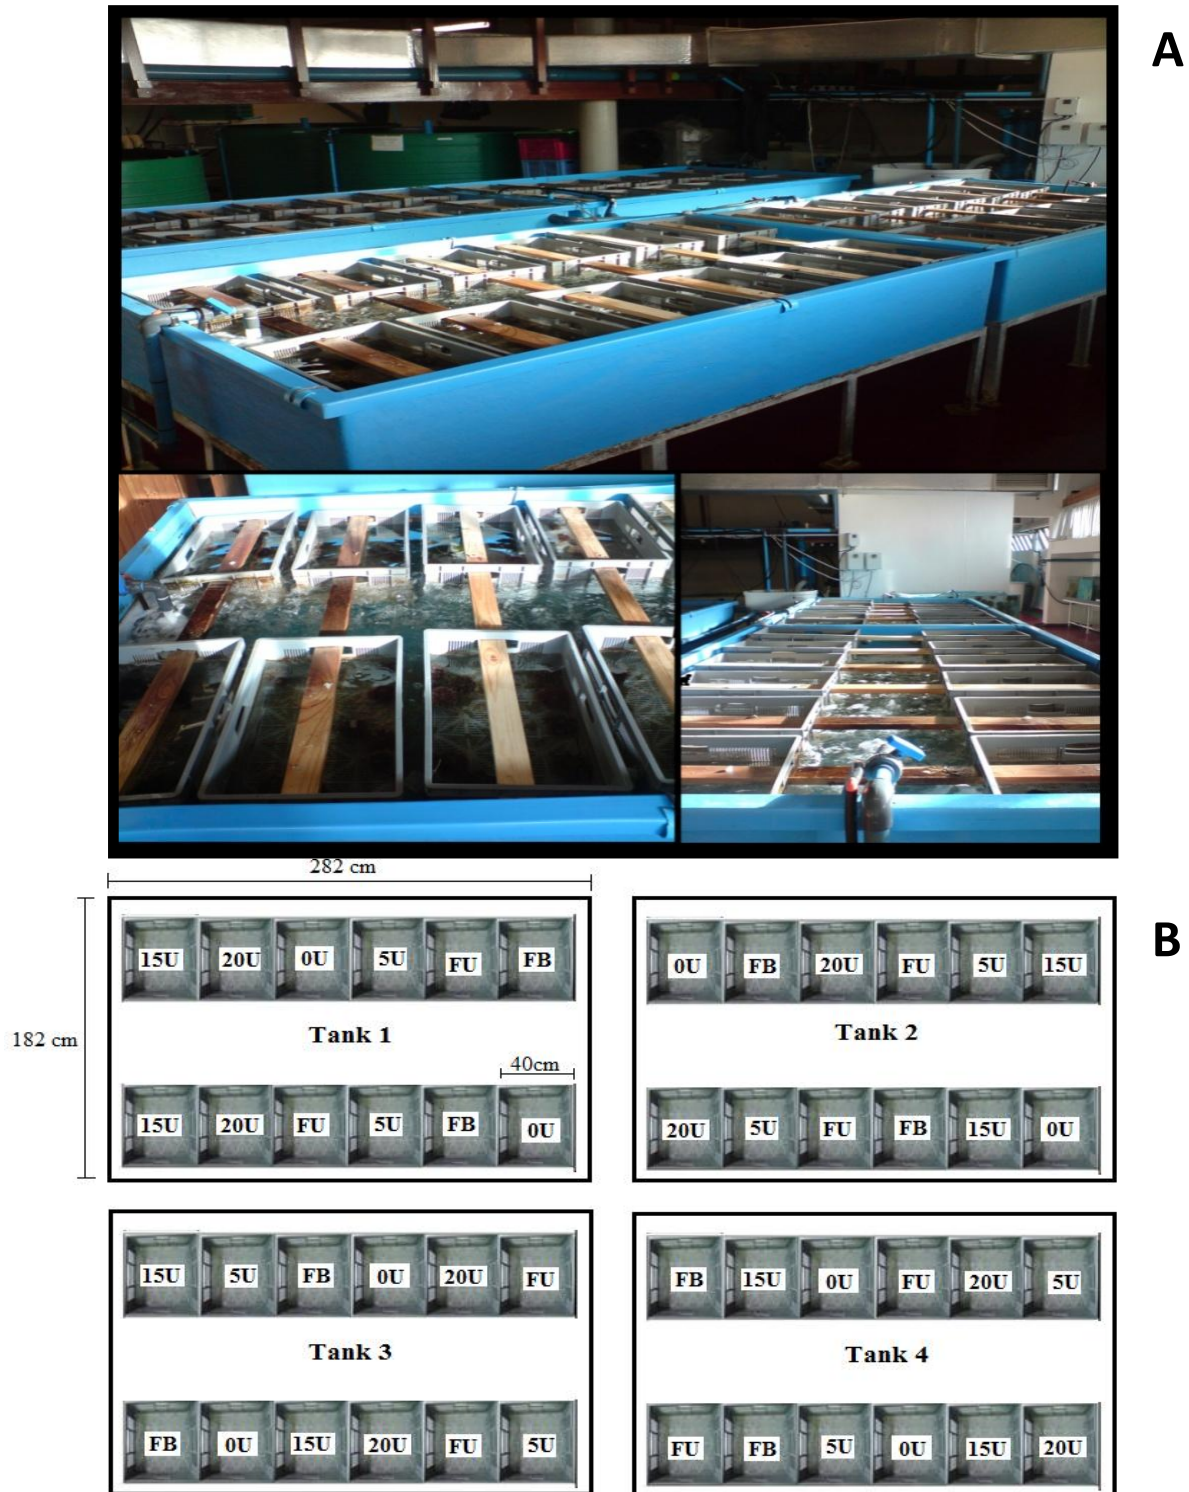 A
282 cm
B
15U 20U 0U 5U FU FB
0U FB 20U FU 5U 15U
182 cm
Tank 1
Tank 2
40cm
15U 20U FU 5U FB 0U
20U 5U FU FB 15U 0U
15U 5U FB 0U 20U FU
FB 15U 0U FU 20U 5U
Tank 3
Tank 4
FB 0U 15U 20U FU 5U
FU FB 5U 0U 15U 20U